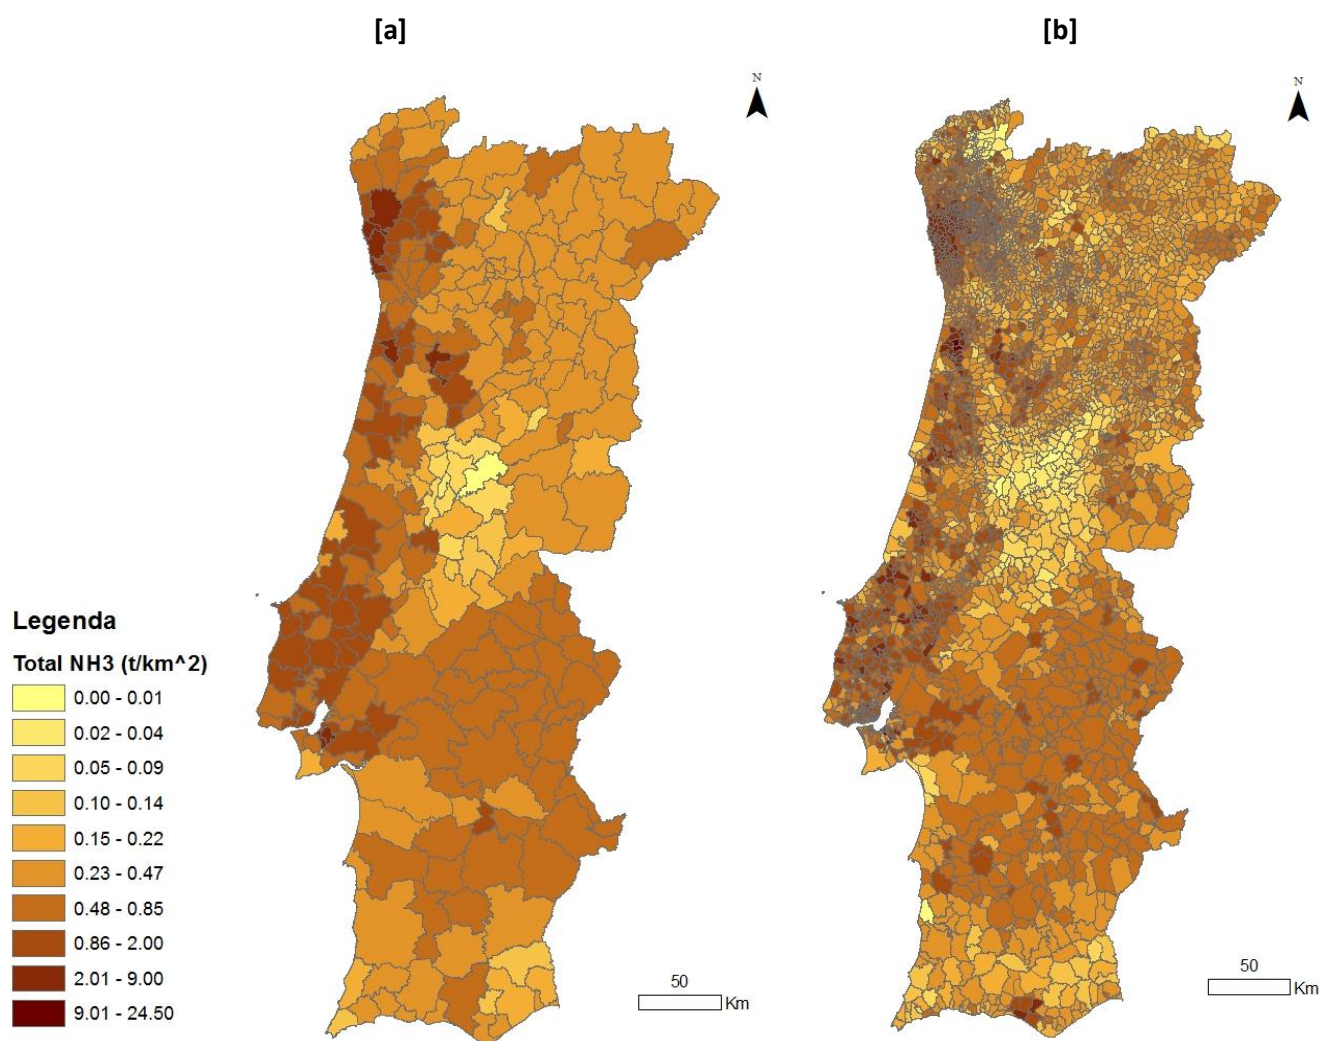 [a]
[b]
N
N
Legenda
Total NH3 (t/km^2)
0.00 - 0.01
0.02 - 0.04
0.05 - 0.09
0.10 - 0.14
0.15 - 0.22
0.23 - 0.47
0.48 - 0.85
0.86 - 2.00
2.01 - 9.00
9.01 - 24.50
50
Km
50
Km